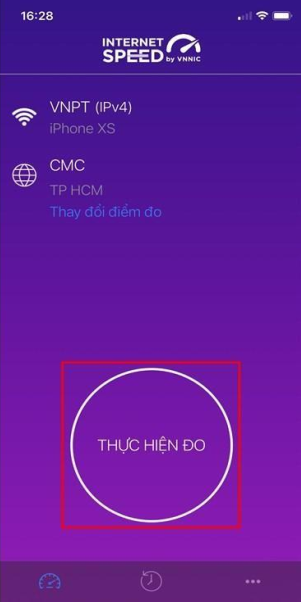 16:28
INTERNET
SPEED by VNNIC
VNPT (IPv4)
iPhone XS
CMC
TP HCM
Thay đổi điểm đo
THỰC HIỆN ĐO